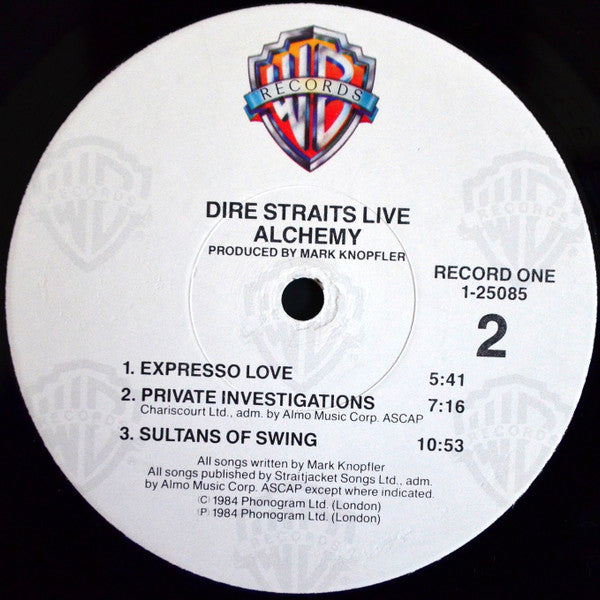 WB
RECORDS
DIRE STRAITS LIVE
ALCHEMY
PRODUCED BY MARK KNOPFLER
RECORD ONE
1-25085
2
1. EXPRESSO LOVE 5:41
2. PRIVATE INVESTIGATIONS 7:16
Chariscourt Ltd., adm. by Almo Music Corp. ASCAP
3. SULTANS OF SWING 10:53
All songs written by Mark Knopfler
All songs published by Straitjacket Songs Ltd., adm.
by Almo Music Corp. ASCAP except where indicated.
(C) 1984 Phonogram Ltd. (London)
(P) 1984 Phonogram Ltd. (London)